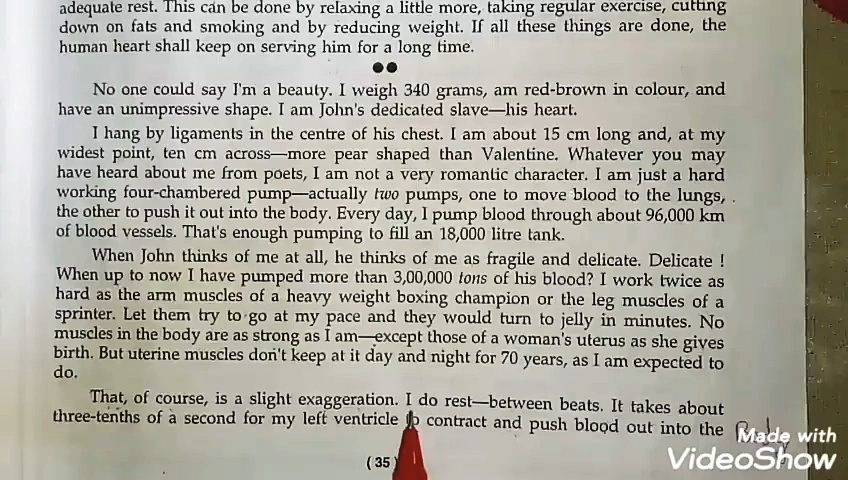 adequate rest. This can be done by relaxing a little more, taking regular exercise, cutting
down on fats and smoking and by reducing weight. If all these things are done, the
human heart shall keep on serving him for a long time.
No one could say I'm a beauty. I weigh 340 grams, am red-brown in colour, and
have an unimpressive shape. I am John's dedicated slave—his heart.
I hang by ligaments in the centre of his chest. I am about 15 cm long and, at my
widest point, ten cm across—more pear shaped than Valentine. Whatever you may
have heard about me from poets, I am not a very romantic character. I am just a hard
working four-chambered pump—actually two pumps, one to move blood to the lungs,
the other to push it out into the body. Every day, I pump blood through about 96,000 km
of blood vessels. That's enough pumping to fill an 18,000 litre tank.
When John thinks of me at all, he thinks of me as fragile and delicate. Delicate !
When up to now I have pumped more than 3,00,000 tons of his blood? I work twice as
hard as the arm muscles of a heavy weight boxing champion or the leg muscles of a
sprinter. Let them try to go at my pace and they would turn to jelly in minutes. No
muscles in the body are as strong as I am—except those of a woman's uterus as she gives
birth. But uterine muscles don't keep at it day and night for 70 years, as I am expected to
do.
That, of course, is a slight exaggeration. I do rest—between beats. It takes about
three-tenths of a second for my left ventricle contract and push blood out into the
(35)
Made with
VideoShow